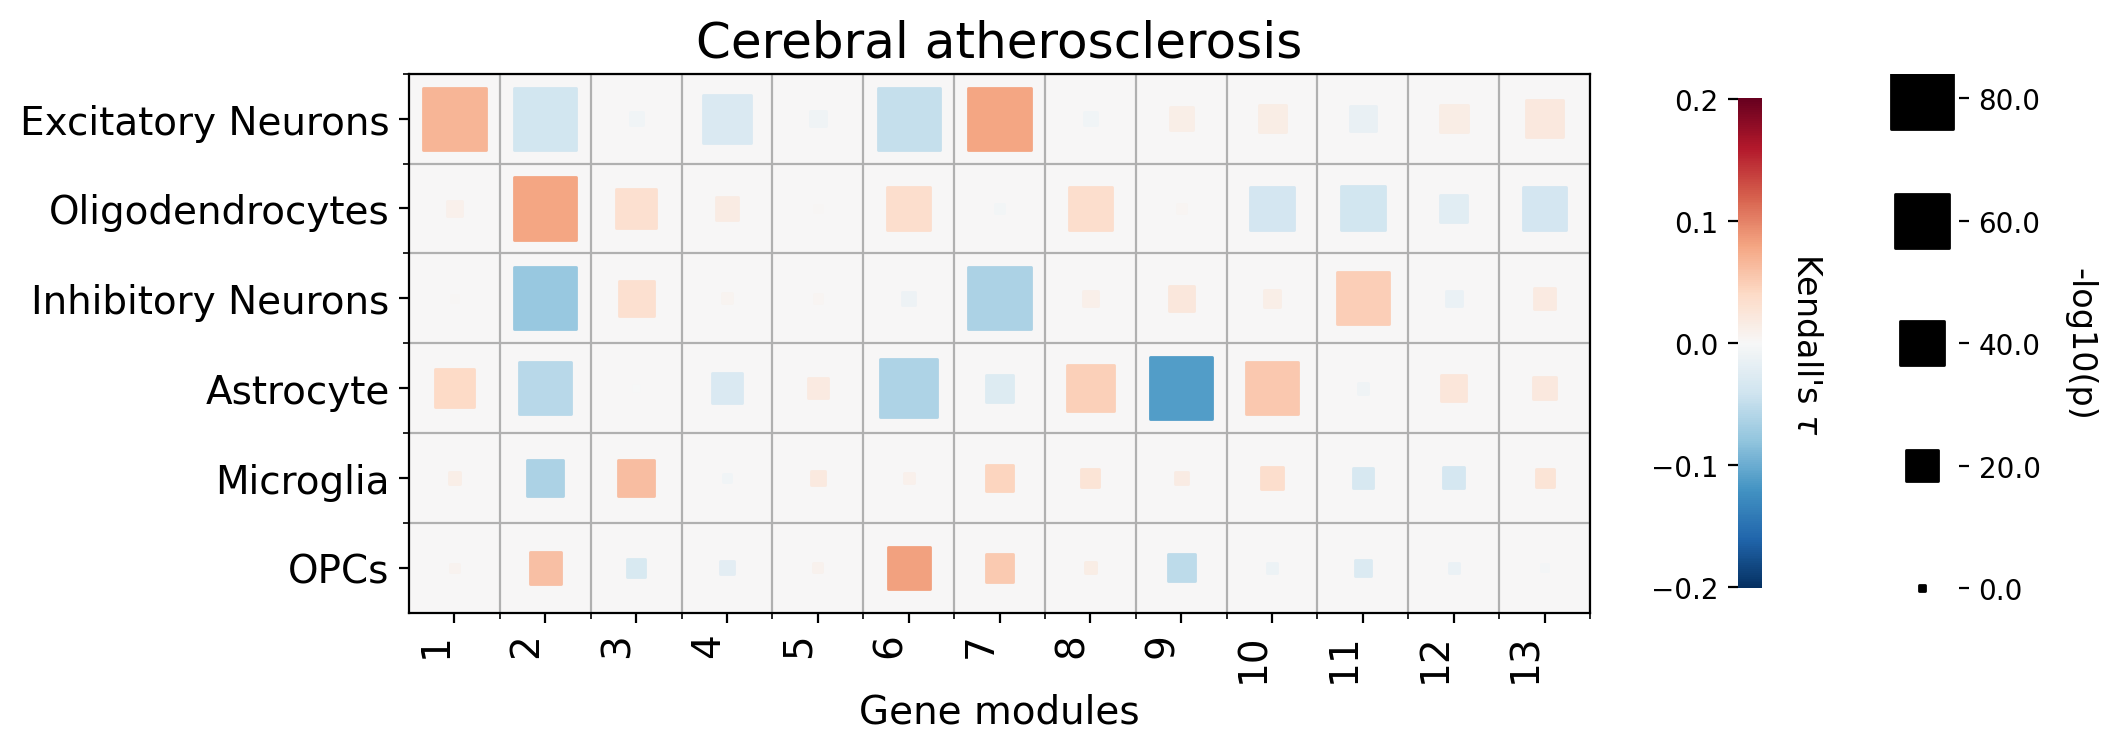 Cerebral atherosclerosis
Excitatory Neurons
Oligodendrocytes
Inhibitory Neurons
Astrocyte
Microglia
OPCs
1 2 3 4 5 6 7 8 9 10 11 12 13
Gene modules
0.2
0.1
0.0
−0.1
−0.2
Kendall's τ
80.0
60.0
40.0
20.0
0.0
-log10(p)